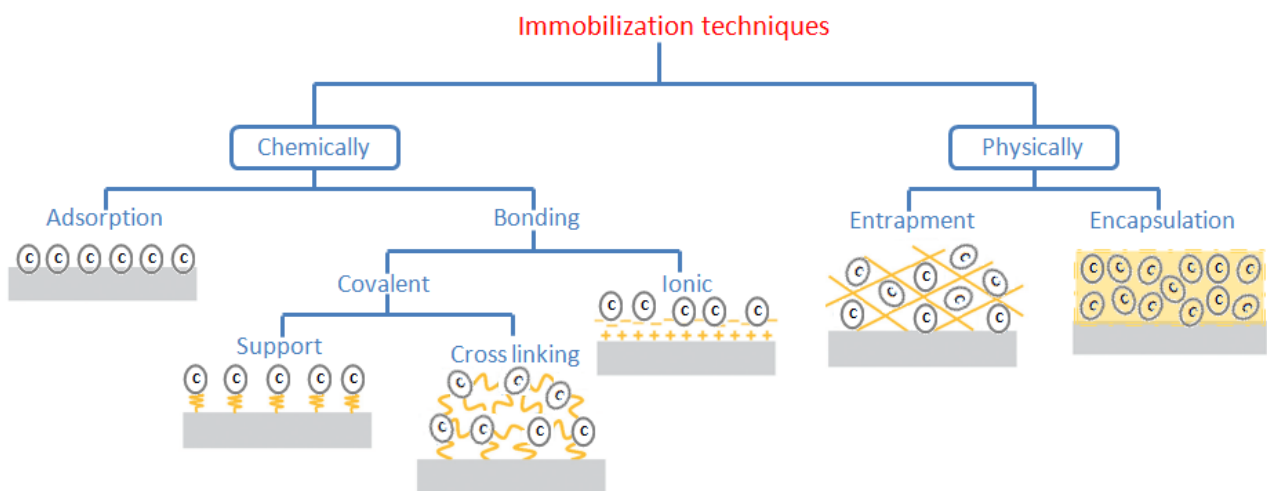 Immobilization techniques
Chemically
Physically
Adsorption
Bonding
Entrapment
Encapsulation
C C C C C C
Covalent
Ionic
C C C C C
- - - - -
+ + + + + + + + + +
Support
Cross linking
C C C C C
C C C
C C C C
C C C C C C C C
C C C C C C C C C C C C